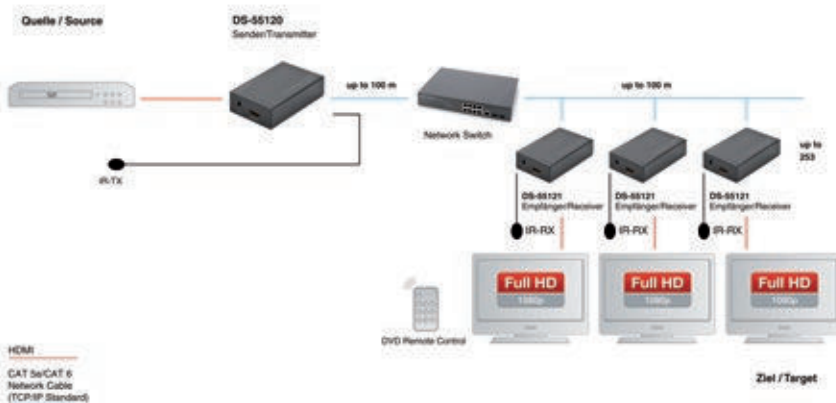 Quelle / Source
DS-55120
Sender/Transmitter
up to 100 m
up to 100 m
Network Switch
IR-TX
up to
253
DS-55121
Empfänger/Receiver
DS-55121
Empfänger/Receiver
DS-55121
Empfänger/Receiver
IR-RX
IR-RX
IR-RX
Full HD
1080p
Full HD
1080p
Full HD
1080p
DVD Remote Control
HDMI
CAT 5e/CAT 6
Network Cable
(TCP/IP Standard)
Ziel / Target